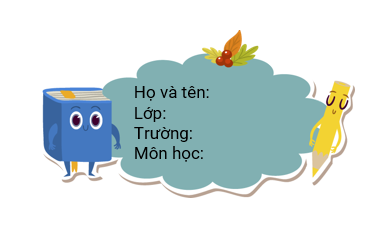 Họ và tên:
Lớp:
Trường:
Môn học: